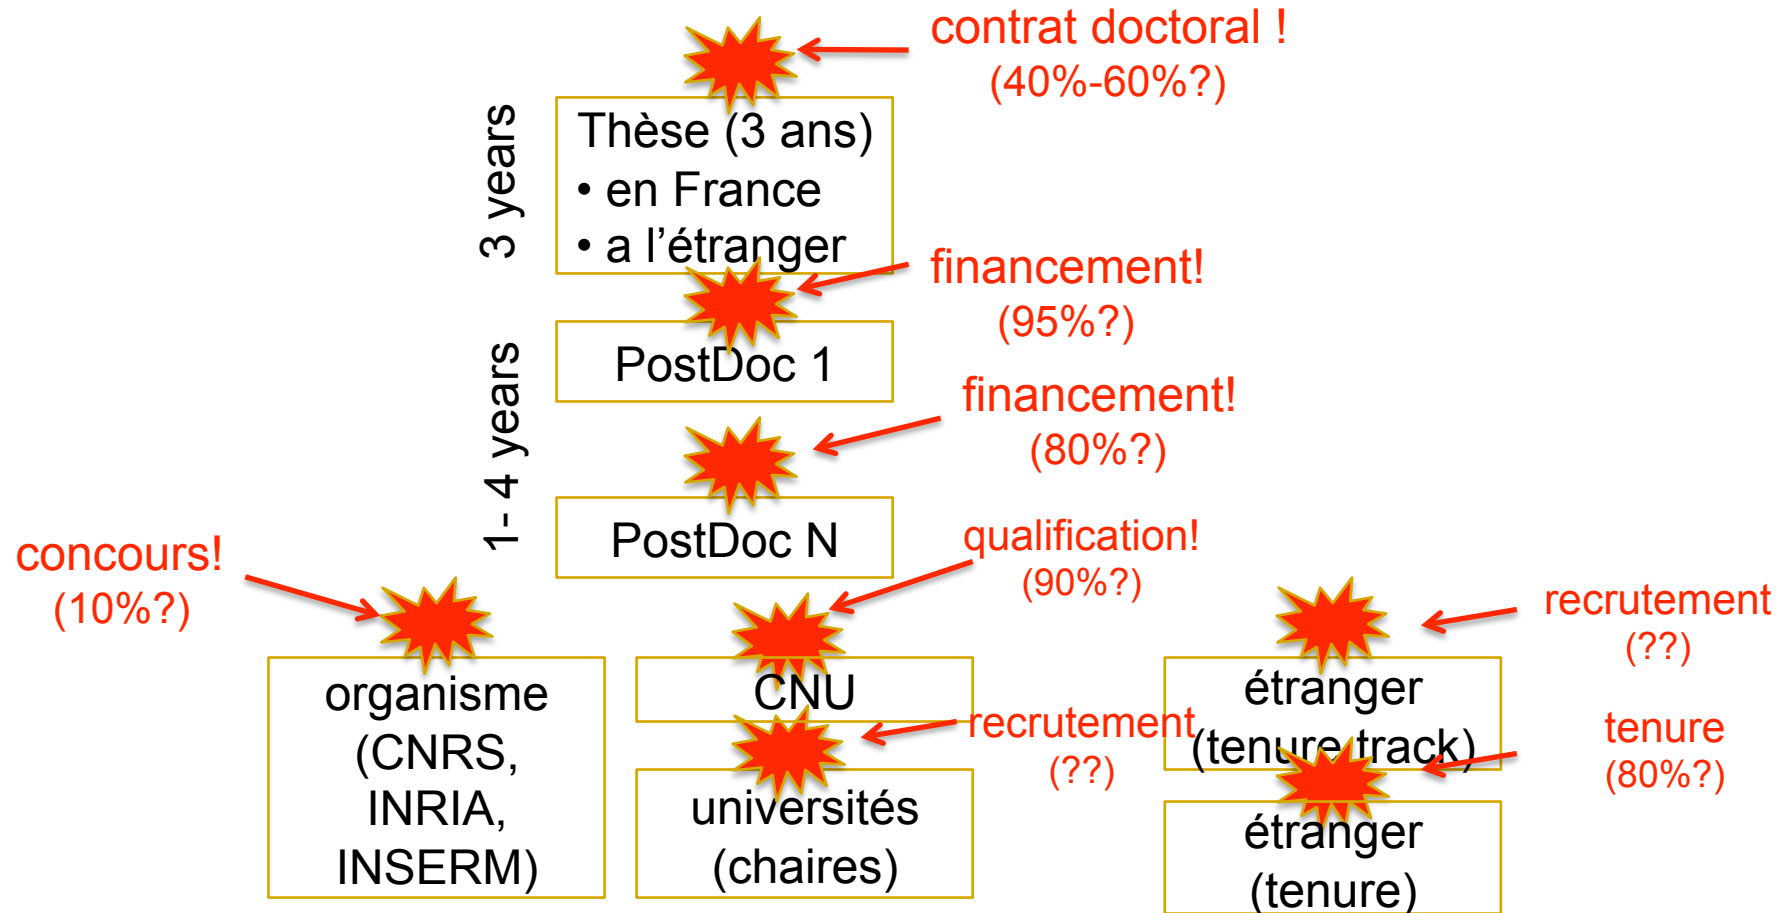 contrat doctoral !
(40%-60%?)
3 years
Thèse (3 ans)
• en France
• a l’étranger
financement!
(95%?)
1- 4 years
PostDoc 1
financement!
(80%?)
PostDoc N
qualification!
(90%?)
concours!
(10%?)
recrutement
(??)
organisme
(CNRS,
INRIA,
INSERM)
CNU
recrutement
(??)
universités
(chaires)
étranger
(tenure track)
tenure
(80%?)
étranger
(tenure)